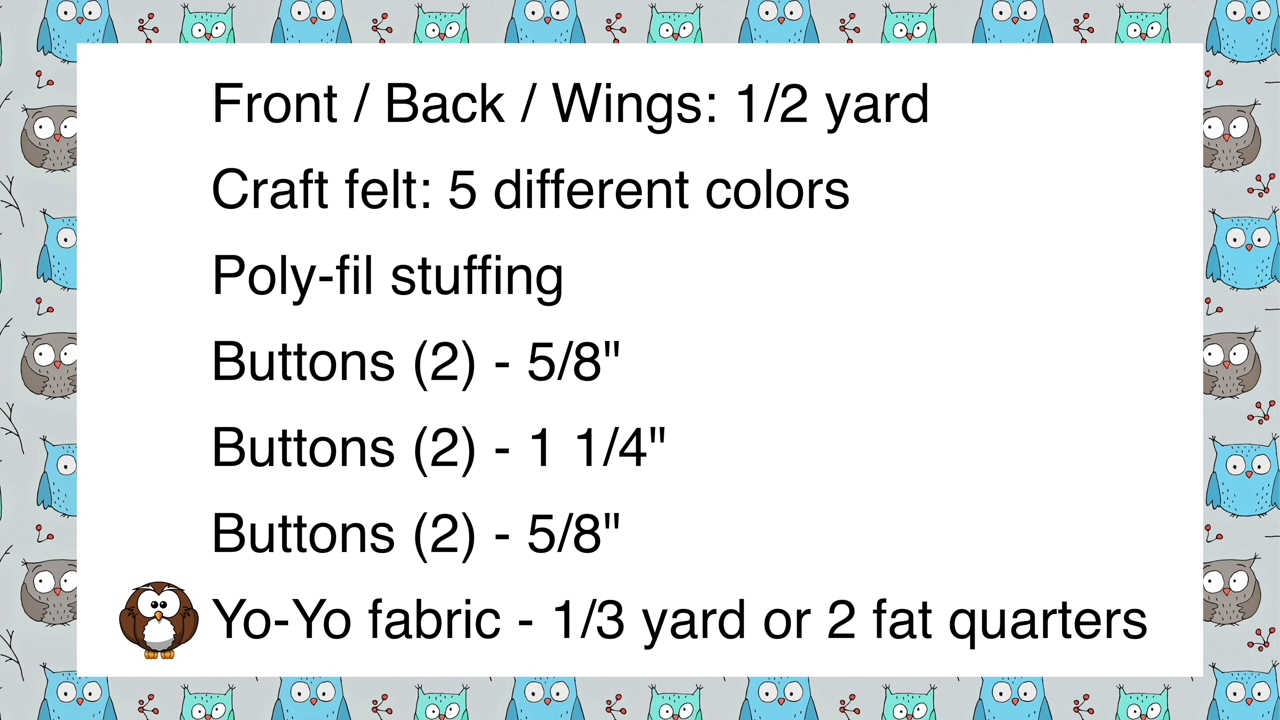 Front / Back / Wings: 1/2 yard
Craft felt: 5 different colors
Poly-fil stuffing
Buttons (2) - 5/8"
Buttons (2) - 1 1/4"
Buttons (2) - 5/8"
Yo-Yo fabric - 1/3 yard or 2 fat quarters